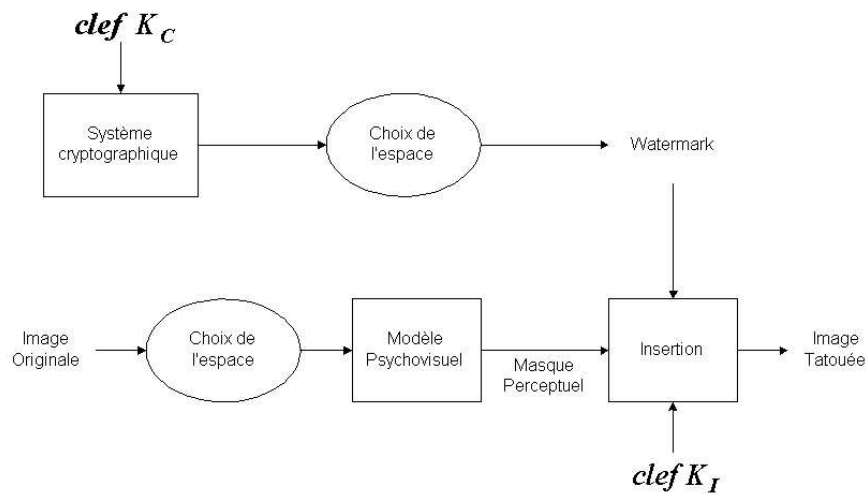 clef K_C
Système
cryptographique
Choix de
l'espace
Watermark
Image
Originale
Choix de
l'espace
Modèle
Psychovisuel
Masque
Perceptuel
Insertion
Image
Tatouée
clef K_I